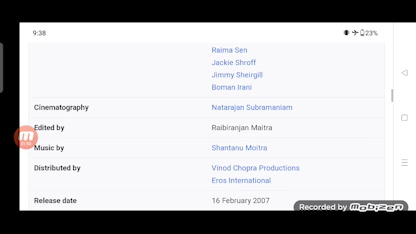 9:38
23%
Raima Sen
Jackie Shroff
Jimmy Sheirgill
Boman Irani
Cinematography Natarajan Subramaniam
Edited by Raibiranjan Maitra
Music by Shantanu Moitra
Distributed by Vinod Chopra Productions
Eros International
Release date 16 February 2007
Recorded by Mobizen